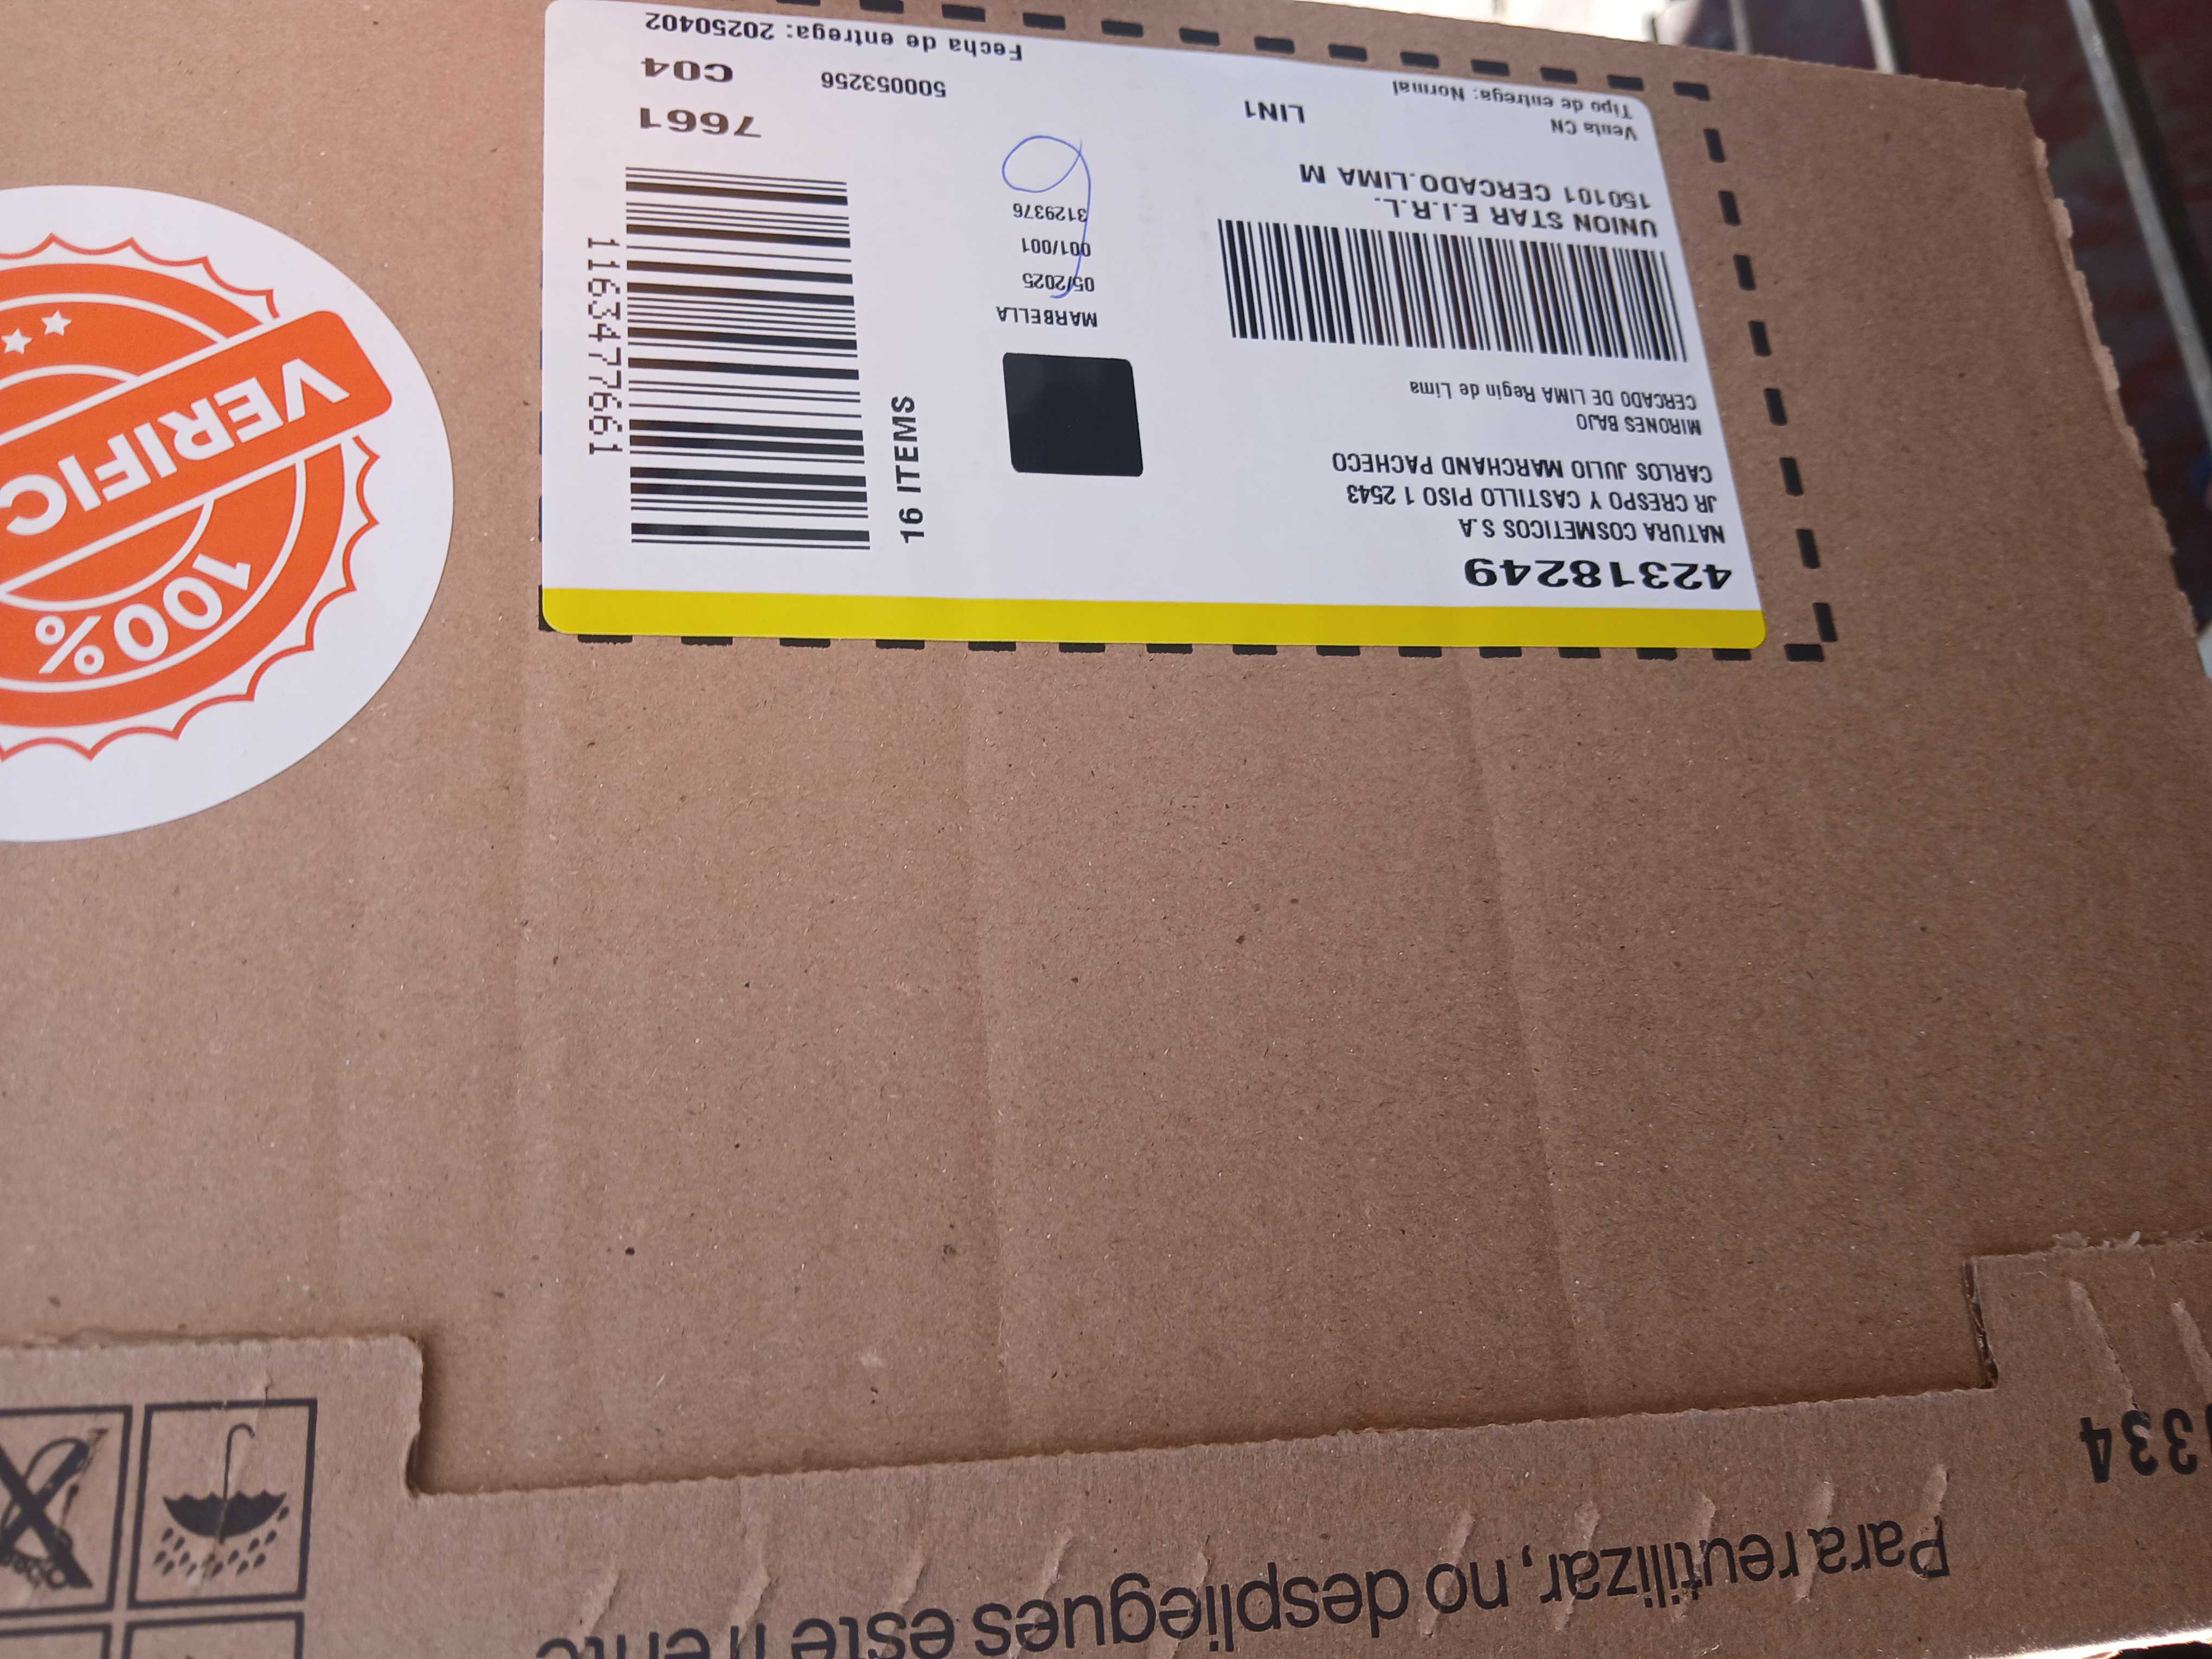 42318249
NATURA COSMETICOS S.A
JR CRESPO Y CASTILLO PISO 1 2543
CARLOS JULIO MARCHAND PACHECO
MIRONES BAJO
CERCADO DE LIMA Regin de Lima
UNION STAR E.I.R.L.
150101 CERCADO.LIMA M
Venta CN
Tipo de entrega: Normal
LIN1
MARBELLA
05/2025
001/001
3129376
16 ITEMS
11634777661
7661
500053256
C04
Fecha de entrega: 20250402
100%
Para reutilizar, no despliegues este
334